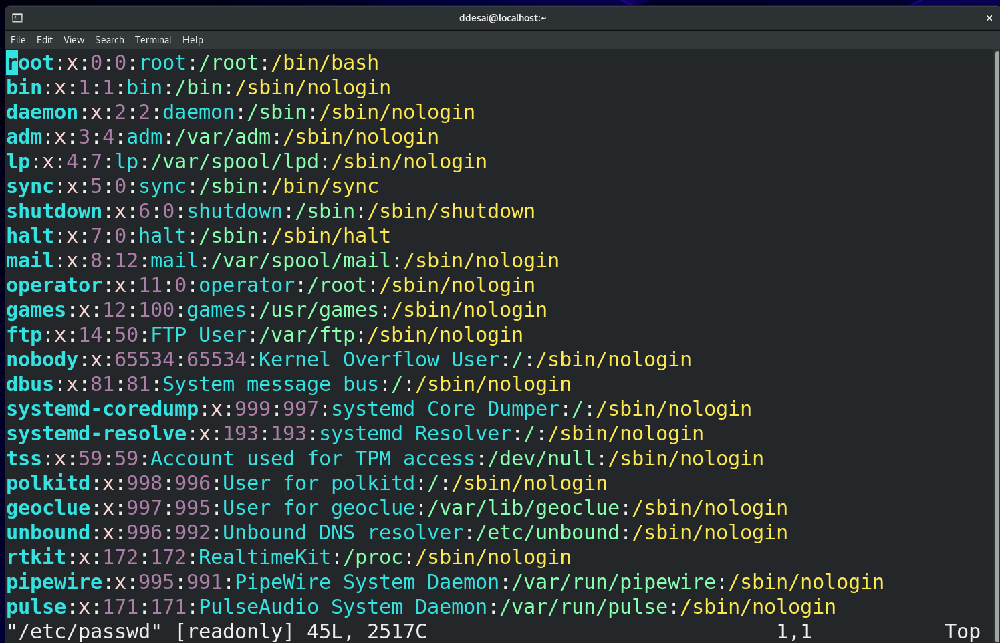 ddesai@localhost:~
File Edit View Search Terminal Help
root:x:0:0:root:/root:/bin/bash
bin:x:1:1:bin:/bin:/sbin/nologin
daemon:x:2:2:daemon:/sbin:/sbin/nologin
adm:x:3:4:adm:/var/adm:/sbin/nologin
lp:x:4:7:lp:/var/spool/lpd:/sbin/nologin
sync:x:5:0:sync:/sbin:/bin/sync
shutdown:x:6:0:shutdown:/sbin:/sbin/shutdown
halt:x:7:0:halt:/sbin:/sbin/halt
mail:x:8:12:mail:/var/spool/mail:/sbin/nologin
operator:x:11:0:operator:/root:/sbin/nologin
games:x:12:100:games:/usr/games:/sbin/nologin
ftp:x:14:50:FTP User:/var/ftp:/sbin/nologin
nobody:x:65534:65534:Kernel Overflow User:/:/sbin/nologin
dbus:x:81:81:System message bus:/:/sbin/nologin
systemd-coredump:x:999:997:systemd Core Dumper:/:/sbin/nologin
systemd-resolve:x:193:193:systemd Resolver:/:/sbin/nologin
tss:x:59:59:Account used for TPM access:/dev/null:/sbin/nologin
polkitd:x:998:996:User for polkitd:/:/sbin/nologin
geoclue:x:997:995:User for geoclue:/var/lib/geoclue:/sbin/nologin
unbound:x:996:992:Unbound DNS resolver:/etc/unbound:/sbin/nologin
rtkit:x:172:172:RealtimeKit:/proc:/sbin/nologin
pipewire:x:995:991:PipeWire System Daemon:/var/run/pipewire:/sbin/nologin
pulse:x:171:171:PulseAudio System Daemon:/var/run/pulse:/sbin/nologin
"/etc/passwd" [readonly] 45L, 2517C 1,1 Top